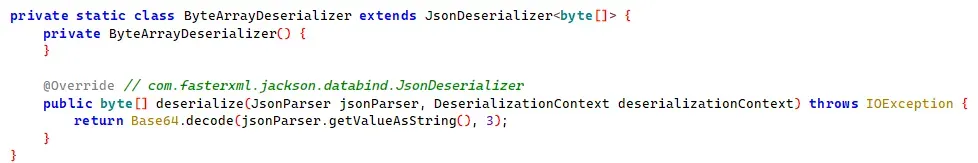 private static class ByteArrayDeserializer extends JsonDeserializer<byte[]> {
    private ByteArrayDeserializer() {
    }

    @Override // com.fasterxml.jackson.databind.JsonDeserializer
    public byte[] deserialize(JsonParser jsonParser, DeserializationContext deserializationContext) throws IOException {
        return Base64.decode(jsonParser.getValueAsString(), 3);
    }
}